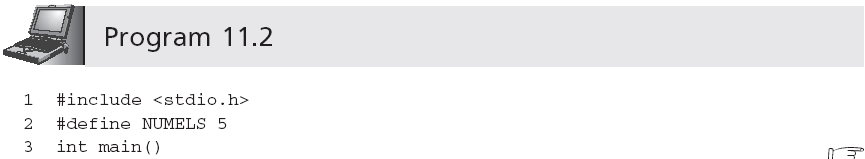 Program 11.2
1 #include <stdio.h>
2 #define NUMELS 5
3 int main()